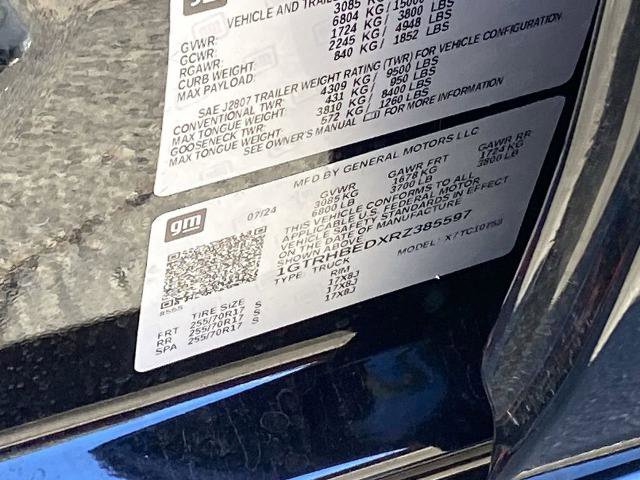 VEHICLE AND TRAILER
GVWR: 3085 KG
GCWR: 6804 KG / 15000
RGAWR: 1724 KG / 3800 LBS
CURB WEIGHT: 2245 KG / 4948 LBS
MAX PAYLOAD: 840 KG / 1852 LBS
SAE J2807 TRAILER WEIGHT RATING (TWR) FOR VEHICLE CONFIGURATION
CONVENTIONAL TWR: 4309 KG / 9500 LBS
MAX TONGUE WEIGHT: 431 KG / 950 LBS
GOOSENECK TWR: 3810 KG / 8400 LBS
MAX TONGUE WEIGHT: 572 KG / 1260 LBS
SEE OWNER'S MANUAL FOR MORE INFORMATION
gm
MFD BY GENERAL MOTORS LLC
07/24 GVWR GAWR FRT GAWR RR
3085 KG 1678 KG 1724 KG
6800 LB 3700 LB 3800 LB
THIS VEHICLE CONFORMS TO ALL
APPLICABLE U.S. FEDERAL MOTOR
VEHICLE SAFETY STANDARDS IN EFFECT
ON THE DATE OF MANUFACTURE
SHOWN ABOVE
1GTRHBEDXRZ385597
TYPE: TRUCK MODEL:
TIRE SIZE RIM
FRT 255/70R17 S 17X8J
RR 255/70R17 S 17X8J
SPA 255/70R17 S 17X8J